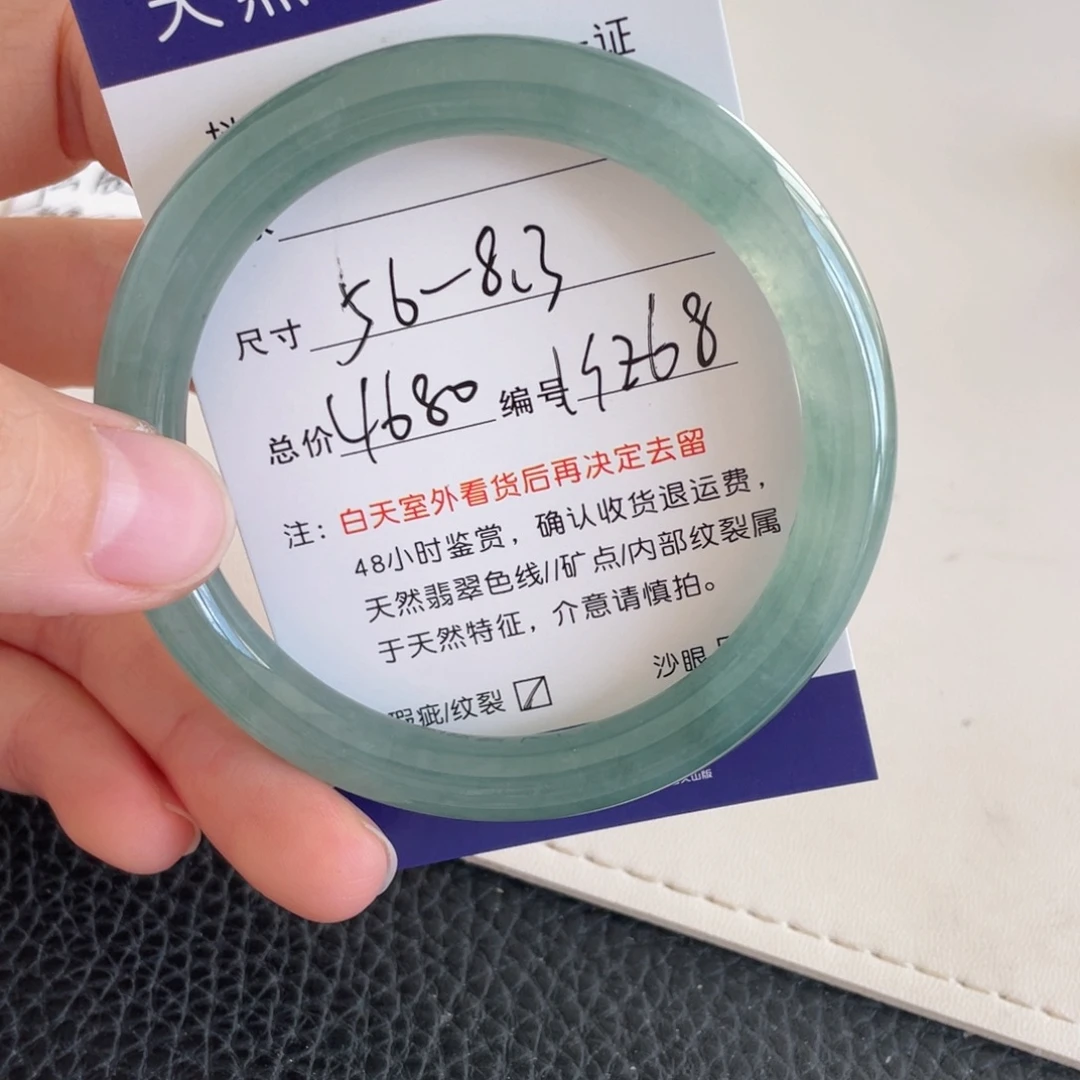 天然
证
尺寸 56-8.3
总价 4680 编号 14268
注：白天室外看货后再决定去留
48小时鉴赏，确认收货退运费，
天然翡翠色线//矿点/内部纹裂属
于天然特征，介意请慎拍。
瑕疵/纹裂 沙眼